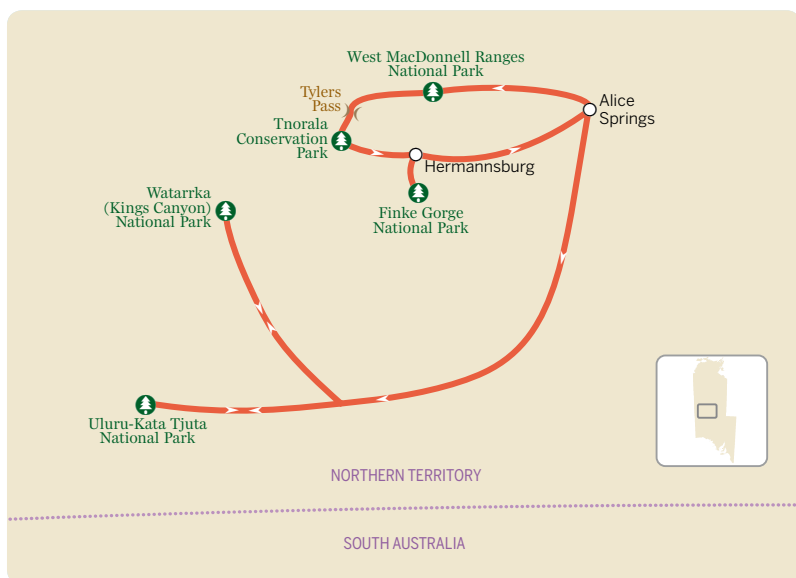 West MacDonnell Ranges
National Park
Tylers
Pass
Alice
Springs
Tnorala
Conservation
Park
Hermannsburg
Watarrka
(Kings Canyon)
National Park
Finke Gorge
National Park
Uluru-Kata Tjuta
National Park
NORTHERN TERRITORY
SOUTH AUSTRALIA